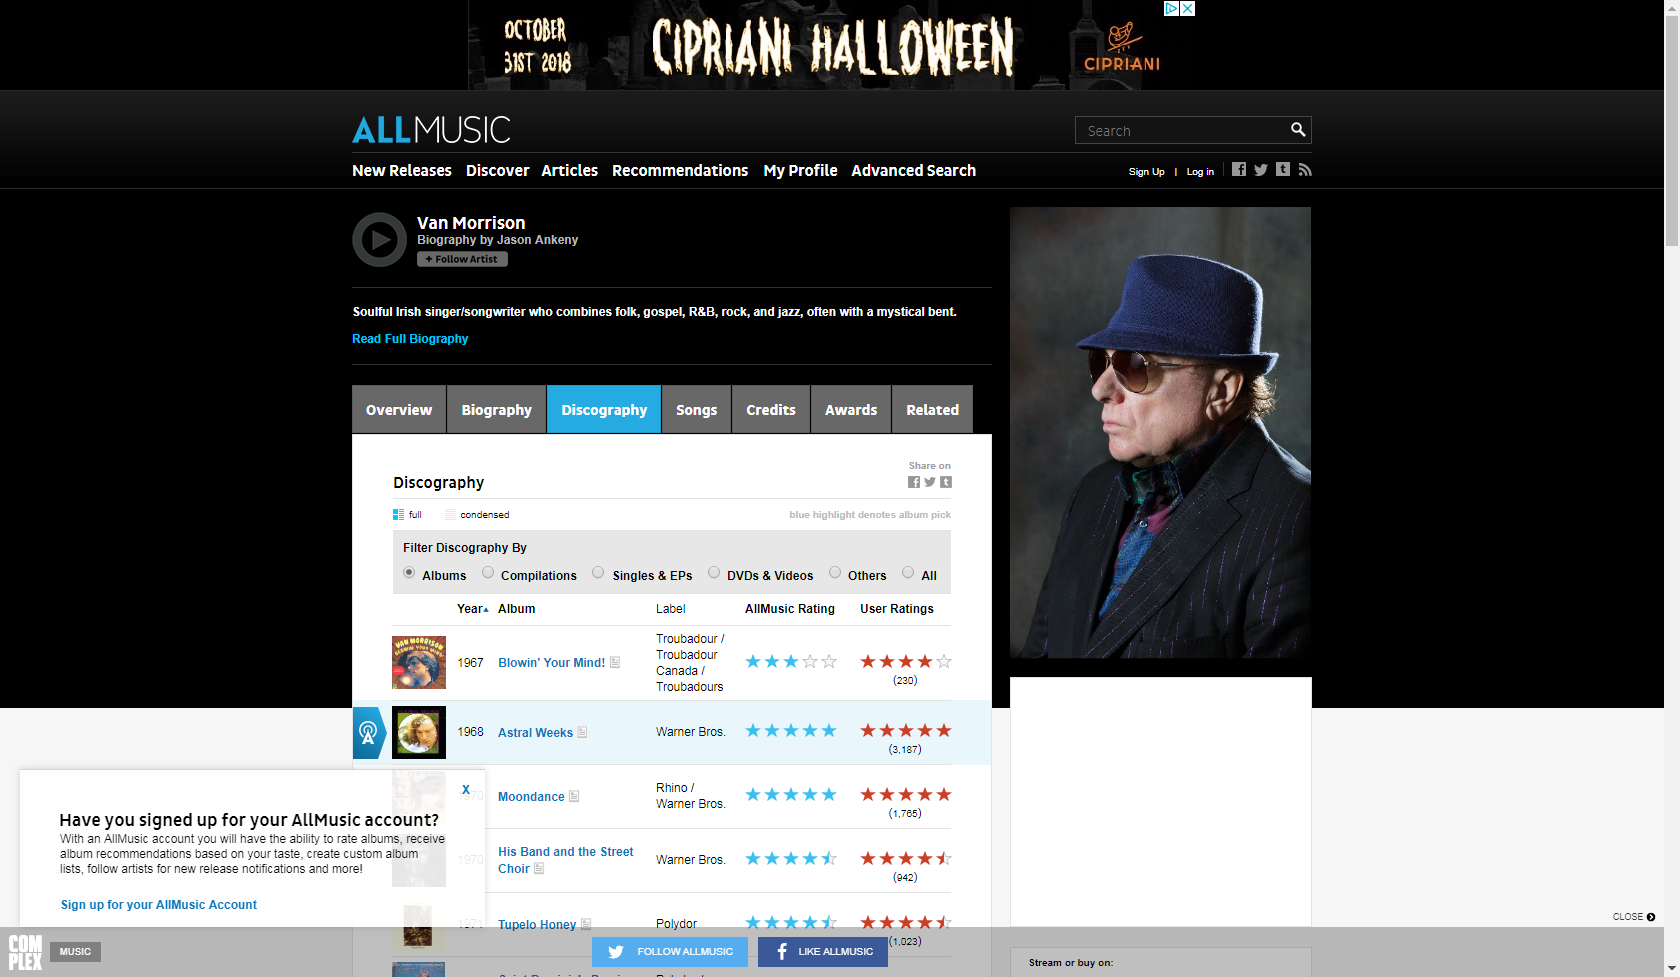 OCTOBER
31ST 2018
CIPRIANI HALLOWEEN
CIPRIANI
ALLMUSIC
Search
New Releases Discover Articles Recommendations My Profile Advanced Search
Sign Up | Log in
Van Morrison
Biography by Jason Ankeny
+ Follow Artist
Soulful Irish singer/songwriter who combines folk, gospel, R&B, rock, and jazz, often with a mystical bent.
Read Full Biography
Overview Biography Discography Songs Credits Awards Related
Share on
Discography
full condensed blue highlight denotes album pick
Filter Discography By
Albums Compilations Singles & EPs DVDs & Videos Others All
Year Album Label AllMusic Rating User Ratings
VAN MORRISON
BLOWIN' YOUR MIND!
1967 Blowin' Your Mind! Troubadour /
Troubadour
Canada /
Troubadours
(230)
1968 Astral Weeks Warner Bros.
(3,187)
1970 Moondance Rhino /
Warner Bros.
(1,765)
1970 His Band and the Street
Choir Warner Bros.
(942)
1971 Tupelo Honey Polydor
(1,023)
X
Have you signed up for your AllMusic account?
With an AllMusic account you will have the ability to rate albums, receive
album recommendations based on your taste, create custom album
lists, follow artists for new release notifications and more!
Sign up for your AllMusic Account
CLOSE
COMPLEX
MUSIC
FOLLOW ALLMUSIC
LIKE ALLMUSIC
Stream or buy on: